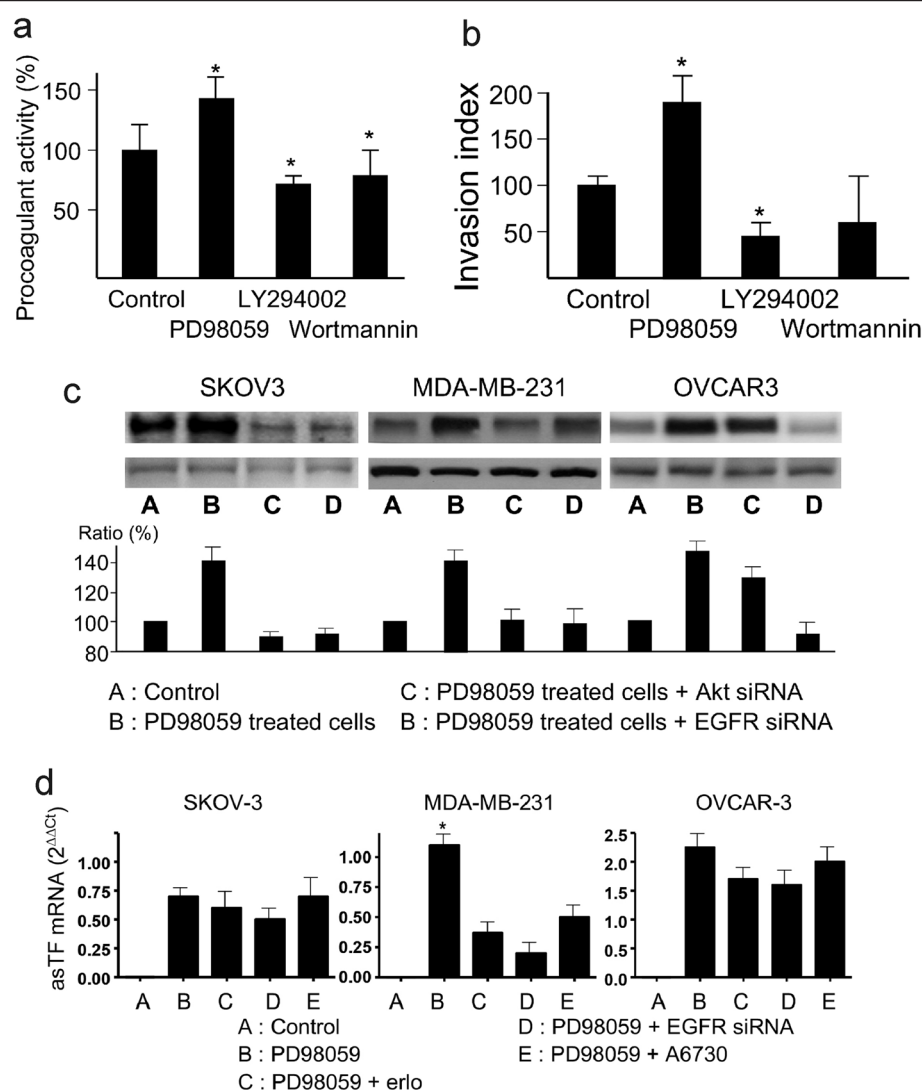 a
Procoagulant activity (%)
150
100
50
*
*
*
Control
LY294002
PD98059
Wortmannin
b
Invasion index
200
150
100
50
*
*
Control
LY294002
PD98059
Wortmannin
c
SKOV3
MDA-MB-231
OVCAR3
A B C D A B C D A B C D
Ratio (%)
140
120
100
80
A : Control
B : PD98059 treated cells
C : PD98059 treated cells + Akt siRNA
B : PD98059 treated cells + EGFR siRNA
d
asTF mRNA (2ΔΔCt)
SKOV-3
1.00
0.75
0.50
0.25
0.00
A B C D E
MDA-MB-231
*
1.00
0.50
0.25
0.00
A B C D E
OVCAR-3
2.5
2.0
1.5
1.0
0.5
0.0
A B C D E
A : Control
B : PD98059
C : PD98059 + erlo
D : PD98059 + EGFR siRNA
E : PD98059 + A6730